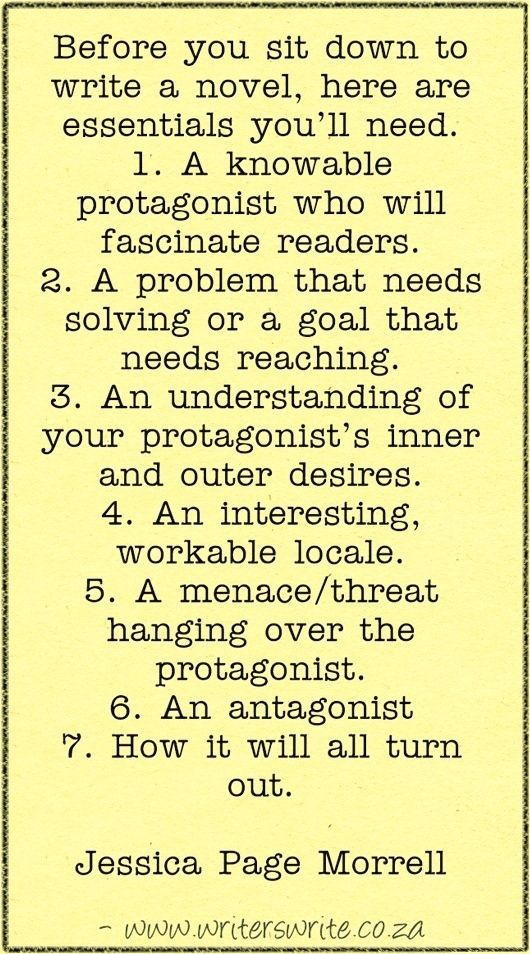 Before you sit down to
write a novel, here are
essentials you'll need.
1. A knowable
protagonist who will
fascinate readers.
2. A problem that needs
solving or a goal that
needs reaching.
3. An understanding of
your protagonist's inner
and outer desires.
4. An interesting,
workable locale.
5. A menace/threat
hanging over the
protagonist.
6. An antagonist
7. How it will all turn
out.
Jessica Page Morrell
- www.writerswrite.co.za